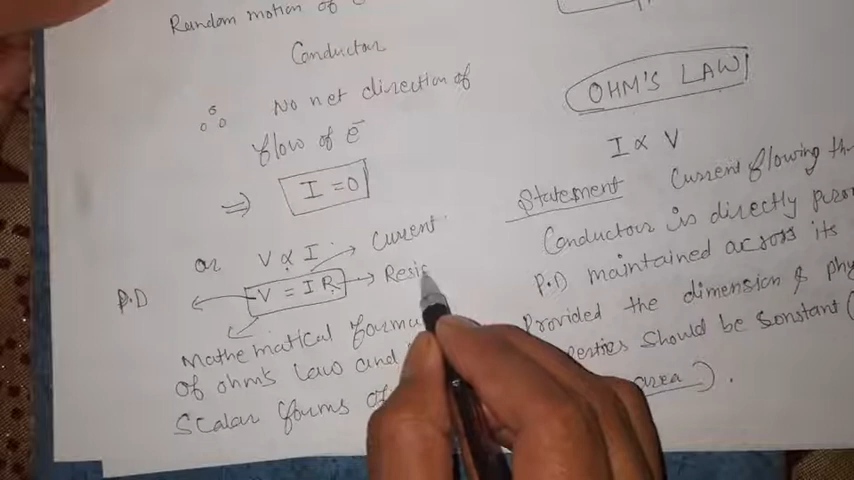 Random motion of e
Conductor
∴ No net direction of
flow of e̅
⇒ I = 0
or V ∝ I
Current
P.D V = I R Resis
Mathematical formu
of ohm's law and
Scalar forms of
OHM'S LAW
I ∝ V
Statement Current flowing th
Conductor is directly pro
P.D maintained across its
Provided the dimension & phy
erties should be constant (
area).